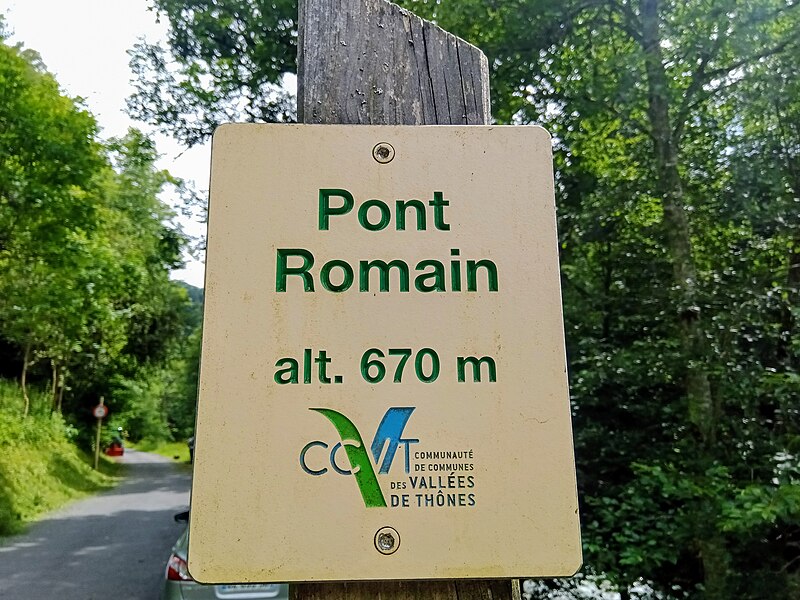 Pont
Romain
alt. 670 m
CCVT
COMMUNAUTÉ
DE COMMUNES
DES VALLÉES
DE THÔNES